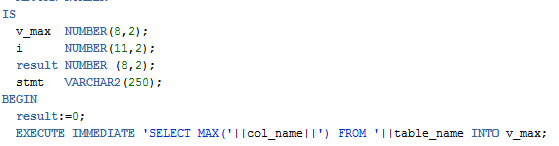 IS
v_max NUMBER(8,2);
i NUMBER(11,2);
result NUMBER (8,2);
stmt VARCHAR2(250);
BEGIN
result:=0;
EXECUTE IMMEDIATE 'SELECT MAX('||col_name||') FROM '||table_name INTO v_max;